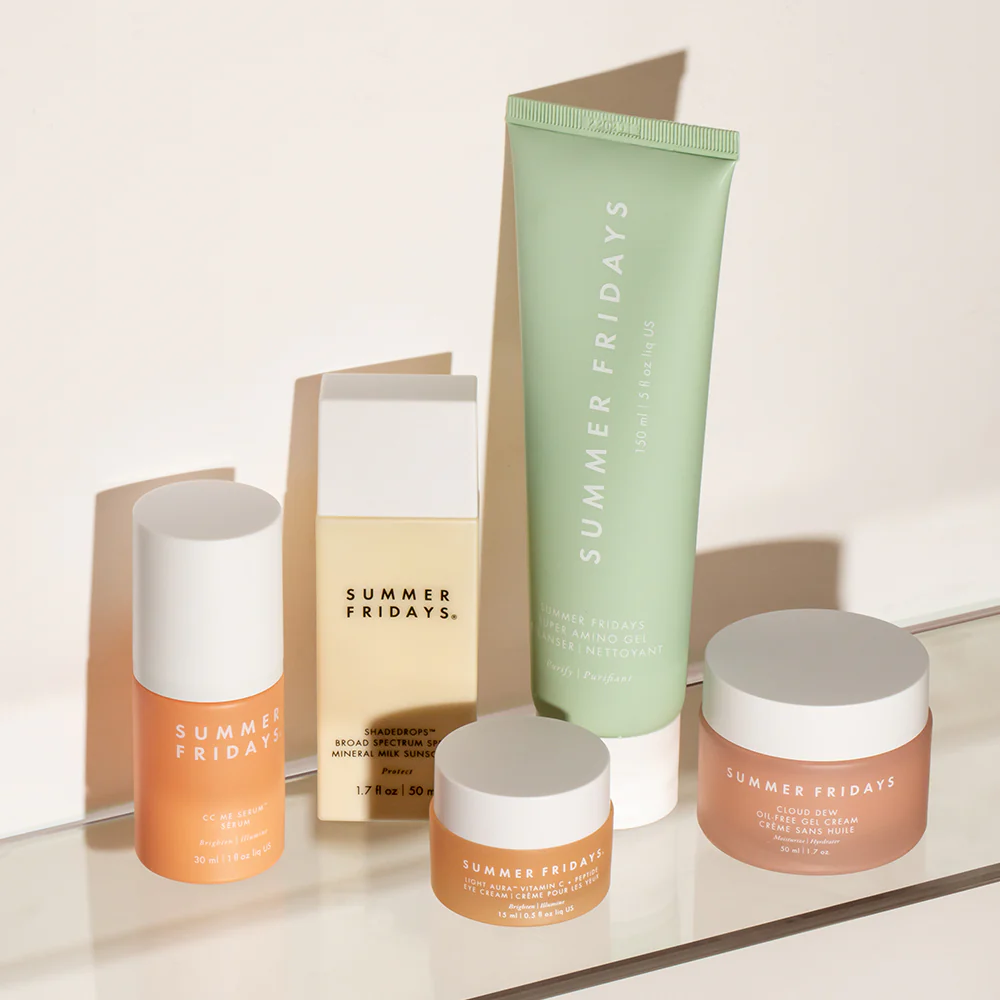 SUMMER
FRIDAYS
CC ME SERUM™
SÉRUM
Brighten | Illumine
30 ml | 1 fl oz liq US
SUMMER
FRIDAYS®
SHADEDROPS™
BROAD SPECTRUM
MINERAL MILK
Protect
1.7 fl oz | 50
SUMMER FRIDAYS
150 ml | 5 fl oz liq US
SUMMER FRIDAYS
SUPER AMINO GEL
NETTOYANT
Purify | Purifiant
SUMMER FRIDAYS
LIGHT AURA™ VITAMIN C + PEPTIDE
EYE CREAM | CRÈME POUR LES YEUX
Brighten | Illumine
15 ml | 0.5 fl oz liq US
SUMMER FRIDAYS
CLOUD DEW
OIL-FREE GEL CREAM
CRÈME SANS HUILE
Moisturize | Hydrater
50 ml | 1.7 oz